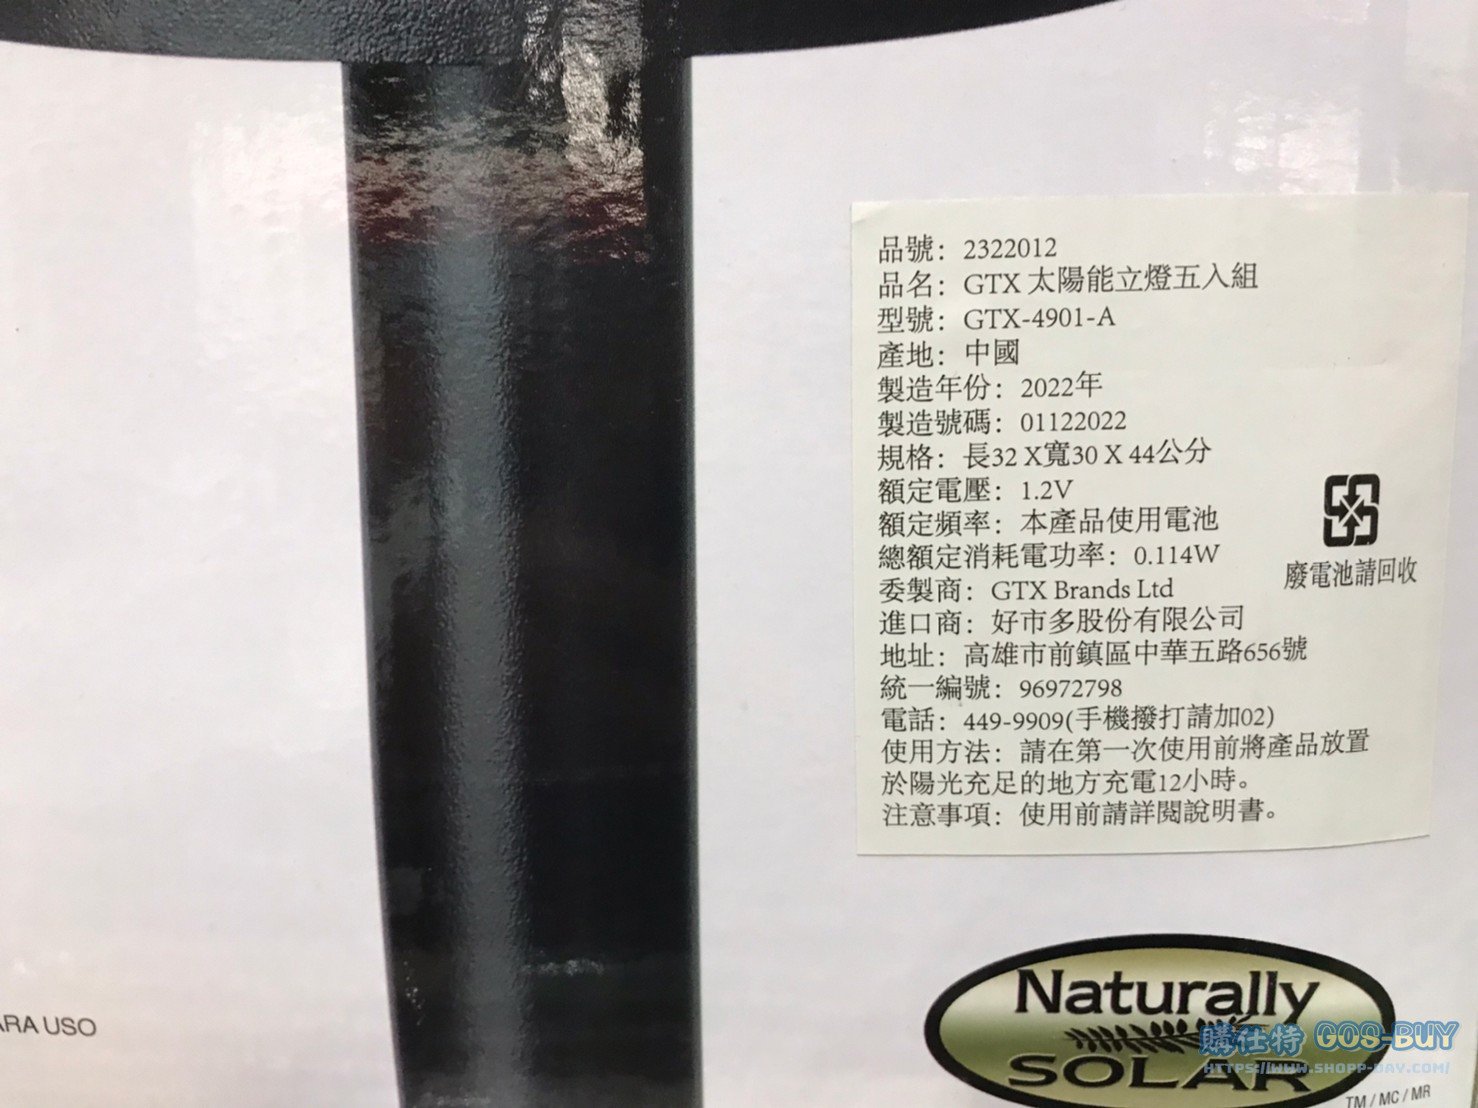 品號：2322012
品名：GTX 太陽能立燈五入組
型號：GTX-4901-A
產地：中國
製造年份：2022年
製造號碼：01122022
規格：長32 X寬30 X 44公分
額定電壓：1.2V
額定頻率：本產品使用電池
總額定消耗電功率：0.114W
委製商：GTX Brands Ltd
進口商：好市多股份有限公司
地址：高雄市前鎮區中華五路656號
統一編號：96972798
電話：449-9909(手機撥打請加02)
使用方法：請在第一次使用前將產品放置
於陽光充足的地方充電12小時。
注意事項：使用前請詳閱說明書。
廢電池請回收
ARA USO
Naturally
SOLAR
TM / MC / MR
購仕特 GOS-BUY
HTTPS://WWW.SHOPP-DAY.COM/